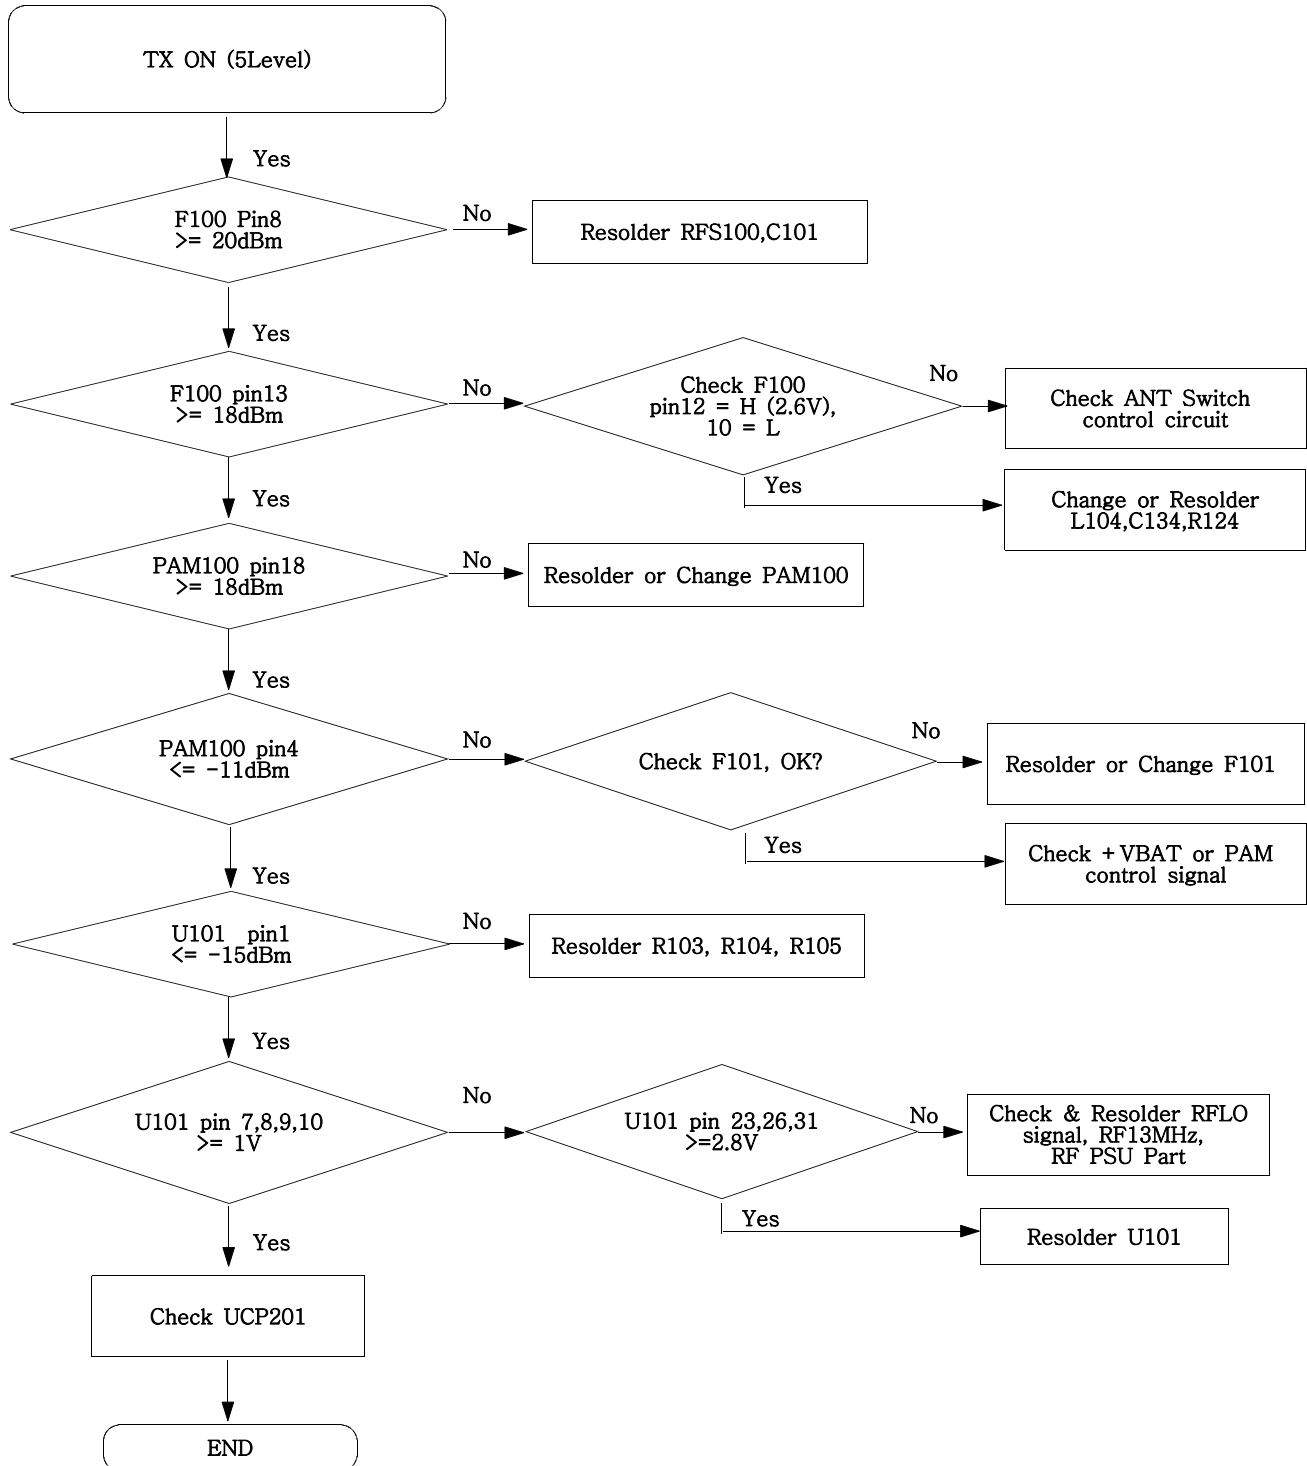 TX ON (5Level)
Yes
F100 Pin8
>= 20dBm
No
Resolder RFS100,C101
Yes
F100 pin13
>= 18dBm
No
Check F100
pin12 = H (2.6V),
10 = L
No
Check ANT Switch
control circuit
Yes
Change or Resolder
L104,C134,R124
Yes
PAM100 pin18
>= 18dBm
No
Resolder or Change PAM100
Yes
PAM100 pin4
<= -11dBm
No
Check F101, OK?
No
Resolder or Change F101
Yes
Check +VBAT or PAM
control signal
Yes
U101 pin1
<= -15dBm
No
Resolder R103, R104, R105
Yes
U101 pin 7,8,9,10
>= 1V
No
U101 pin 23,26,31
>=2.8V
No
Check & Resolder RFLO
signal, RF13MHz,
RF PSU Part
Yes
Resolder U101
Yes
Check UCP201
END